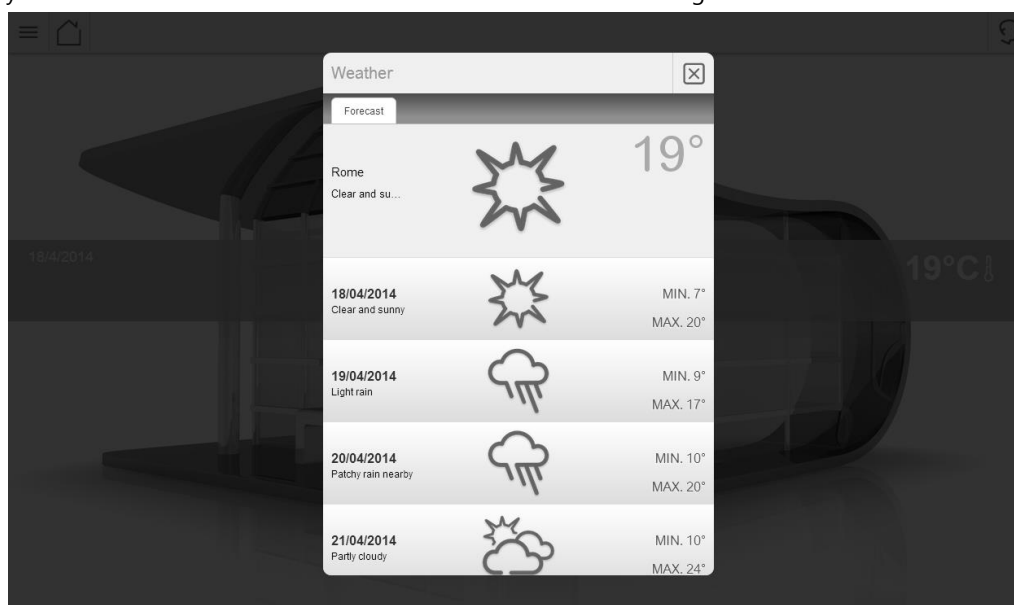 Weather
Forecast
19°
Rome
Clear and su...
18/4/2014
19°C
18/04/2014
Clear and sunny
MIN. 7°
MAX. 20°
19/04/2014
Light rain
MIN. 9°
MAX. 17°
20/04/2014
Patchy rain nearby
MIN. 10°
MAX. 20°
21/04/2014
Partly cloudy
MIN. 10°
MAX. 24°